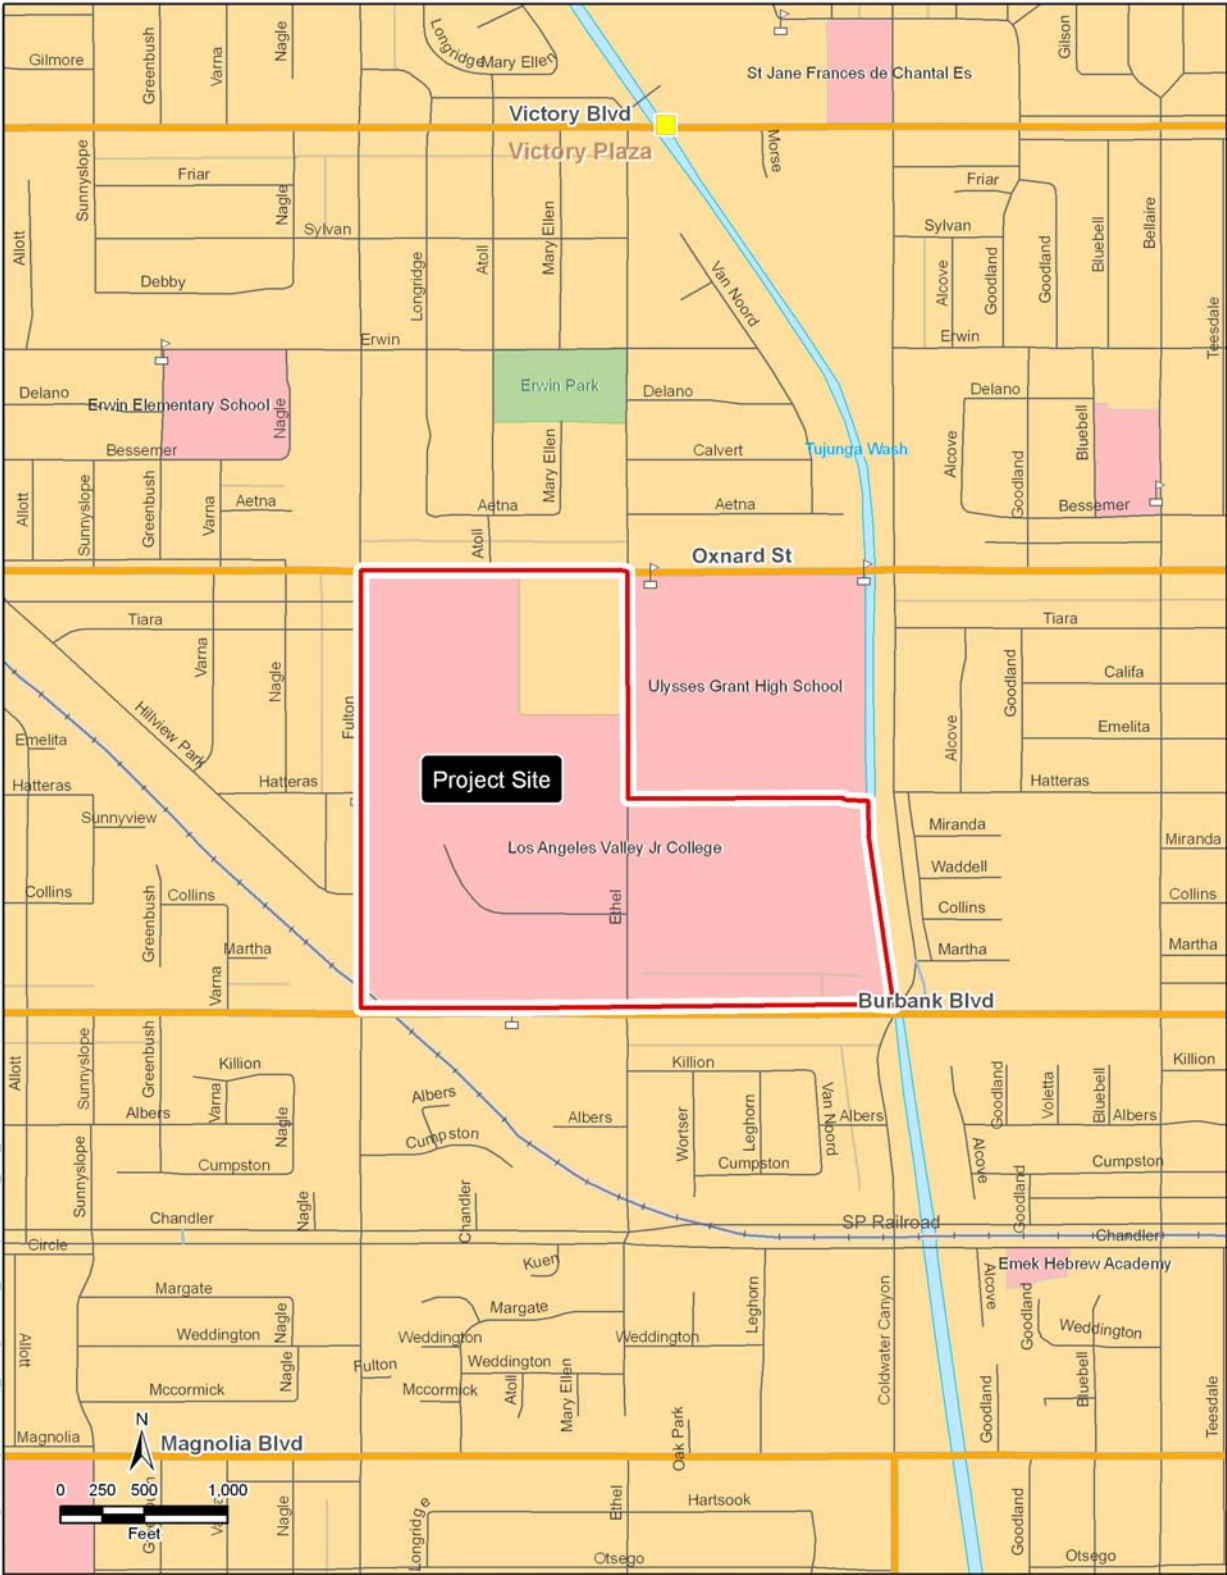 Gilmore
Greenbush
Varna
Nagle
Longridge
Mary Ellen
St Jane Frances de Chantal Es
Gilson
Victory Blvd
Victory Plaza
Morse
Sunnyslope
Friar
Nagle
Sylvan
Allott
Debby
Longridge
Atoll
Mary Ellen
Van Noord
Friar
Sylvan
Alcove
Goodland
Goodland
Bluebell
Bellaire
Teesdale
Erwin
Erwin
Delano
Erwin Elementary School
Nagle
Erwin Park
Delano
Delano
Bluebell
Bessemer
Mary Ellen
Calvert
Tujunga Wash
Alcove
Goodland
Allott
Sunnyslope
Greenbush
Varna
Aetna
Aetna
Aetna
Bessemer
Atoll
Oxnard St
Tiara
Tiara
Varna
Nagle
Ulysses Grant High School
Goodland
Califa
Hillview Park
Fulton
Alcove
Emelita
Emelita
Hatteras
Hatteras
Project Site
Hatteras
Sunnyview
Miranda
Miranda
Los Angeles Valley Jr College
Waddell
Collins
Collins
Greenbush
Ethel
Collins
Collins
Martha
Martha
Martha
Varna
Burbank Blvd
Allott
Sunnyslope
Greenbush
Killion
Killion
Killion
Varna
Albers
Nagle
Albers
Cumpston
Albers
Wortser
Leghorn
Van Noord
Albers
Goodland
Voletta
Bluebell
Albers
Sunnyslope
Cumpston
Cumpston
Alcove
Cumpston
Nagle
Chandler
Chandler
Goodland
SP Railroad
Circle
Chandler
Kuen
Emek Hebrew Academy
Margate
Nagle
Margate
Leghorn
Coldwater Canyon
Alcove
Goodland
Weddington
Weddington
Weddington
Weddington
Allott
Fulton
Weddington
Nagle
Mccormick
Mccormick
Atoll
Mary Ellen
Bluebell
Goodland
Teesdale
Oak Park
Magnolia
N
Magnolia Blvd
0 250 500 1,000
Feet
Nagle
Longridge
Ethel
Hartsook
Goodland
Otsego
Otsego